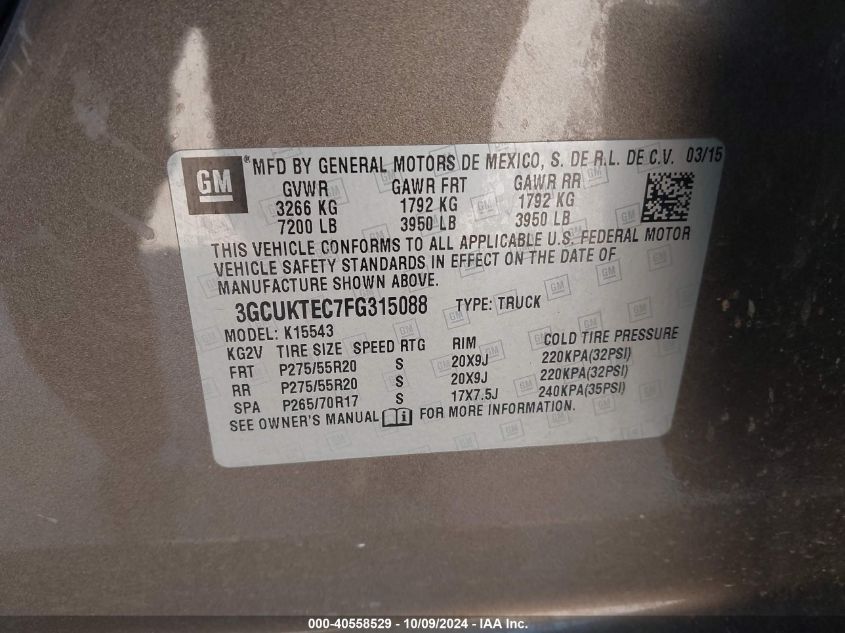 GM ® MFD BY GENERAL MOTORS DE MEXICO, S. DE R.L. DE C.V. 03/15
GVWR GAWR FRT GAWR RR
3266 KG 1792 KG 1792 KG
7200 LB 3950 LB 3950 LB
THIS VEHICLE CONFORMS TO ALL APPLICABLE U.S. FEDERAL MOTOR
VEHICLE SAFETY STANDARDS IN EFFECT ON THE DATE OF
MANUFACTURE SHOWN ABOVE.
3GCUKTEC7FG315088 TYPE: TRUCK
MODEL: K15543
KG2V TIRE SIZE SPEED RTG RIM COLD TIRE PRESSURE
FRT P275/55R20 S 20X9J 220KPA(32PSI)
RR P275/55R20 S 20X9J 220KPA(32PSI)
SPA P265/70R17 S 17X7.5J 240KPA(35PSI)
SEE OWNER'S MANUAL FOR MORE INFORMATION.
000-40558529 - 10/09/2024 - IAA Inc.